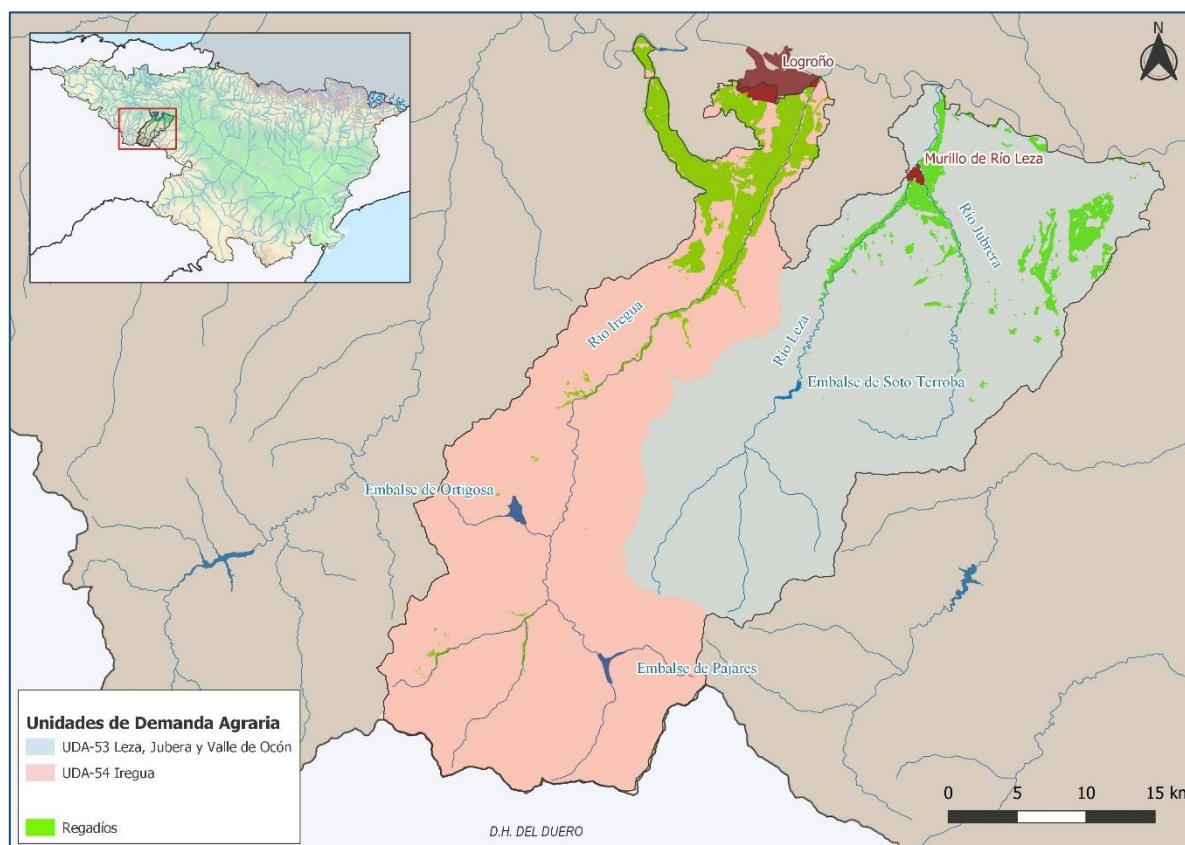 N
Logroño
Murillo de Río Leza
Río Jubrera
Río Iregua
Río Leza
Embalse de Soto Terroba
Embalse de Ortigosa
Embalse de Pajares
Unidades de Demanda Agraria
UDA-53 Leza, Jubera y Valle de Ocón
UDA-54 Iregua
Regadíos
0 5 10 15 km
D.H. DEL DUERO